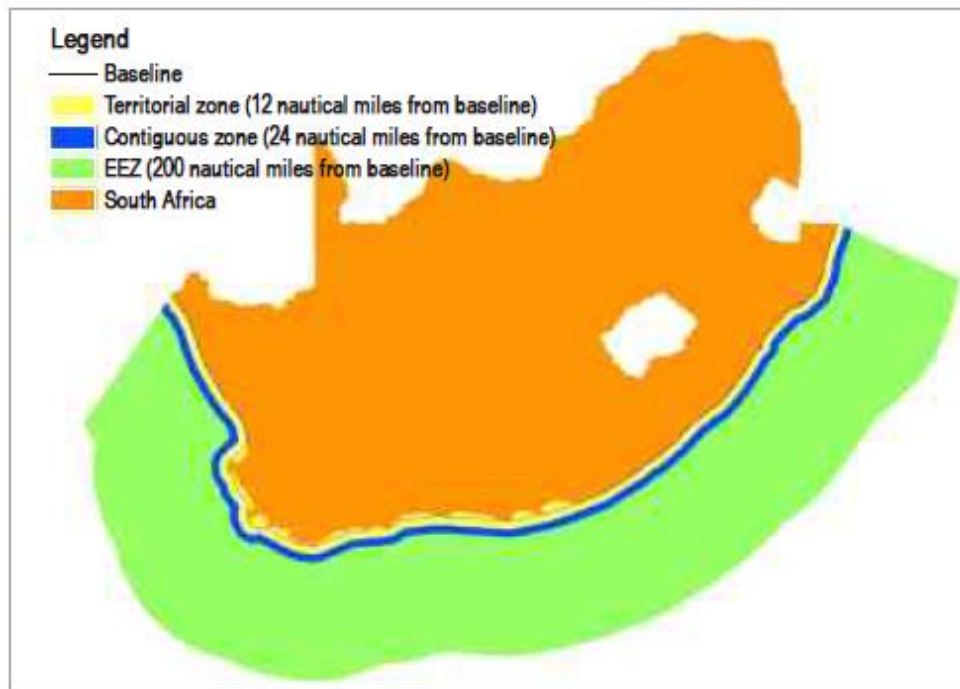 Legend
Baseline
Territorial zone (12 nautical miles from baseline)
Contiguous zone (24 nautical miles from baseline)
EEZ (200 nautical miles from baseline)
South Africa